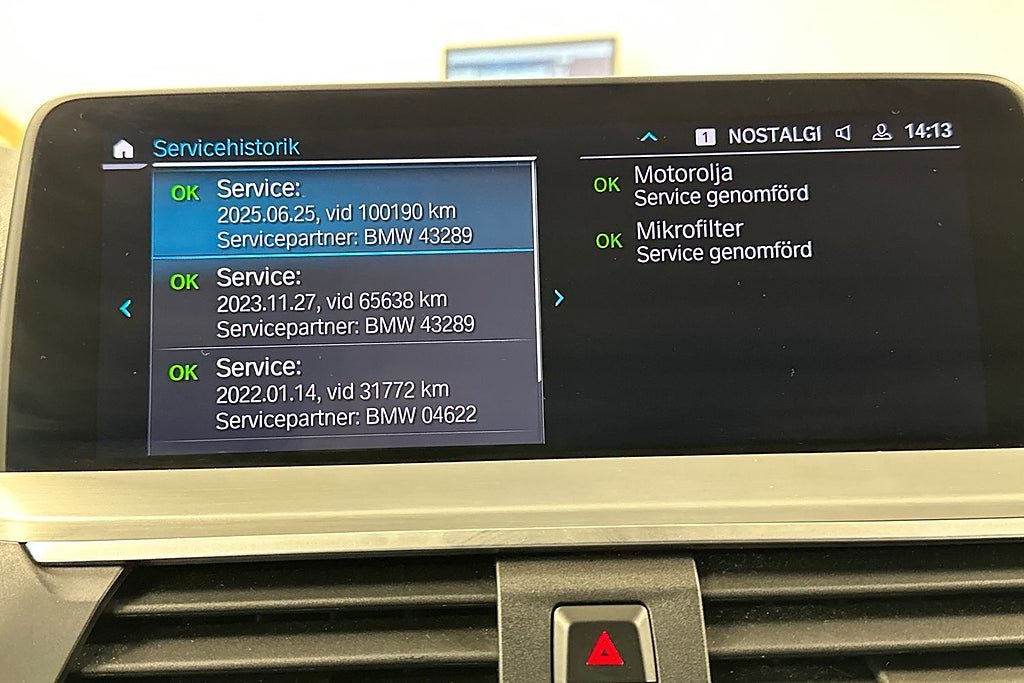 Servicehistorik
1 NOSTALGI 14:13
OK Service:
2025.06.25, vid 100190 km
Servicepartner: BMW 43289
OK Service:
2023.11.27, vid 65638 km
Servicepartner: BMW 43289
OK Service:
2022.01.14, vid 31772 km
Servicepartner: BMW 04622
OK Motorolja
Service genomförd
OK Mikrofilter
Service genomförd